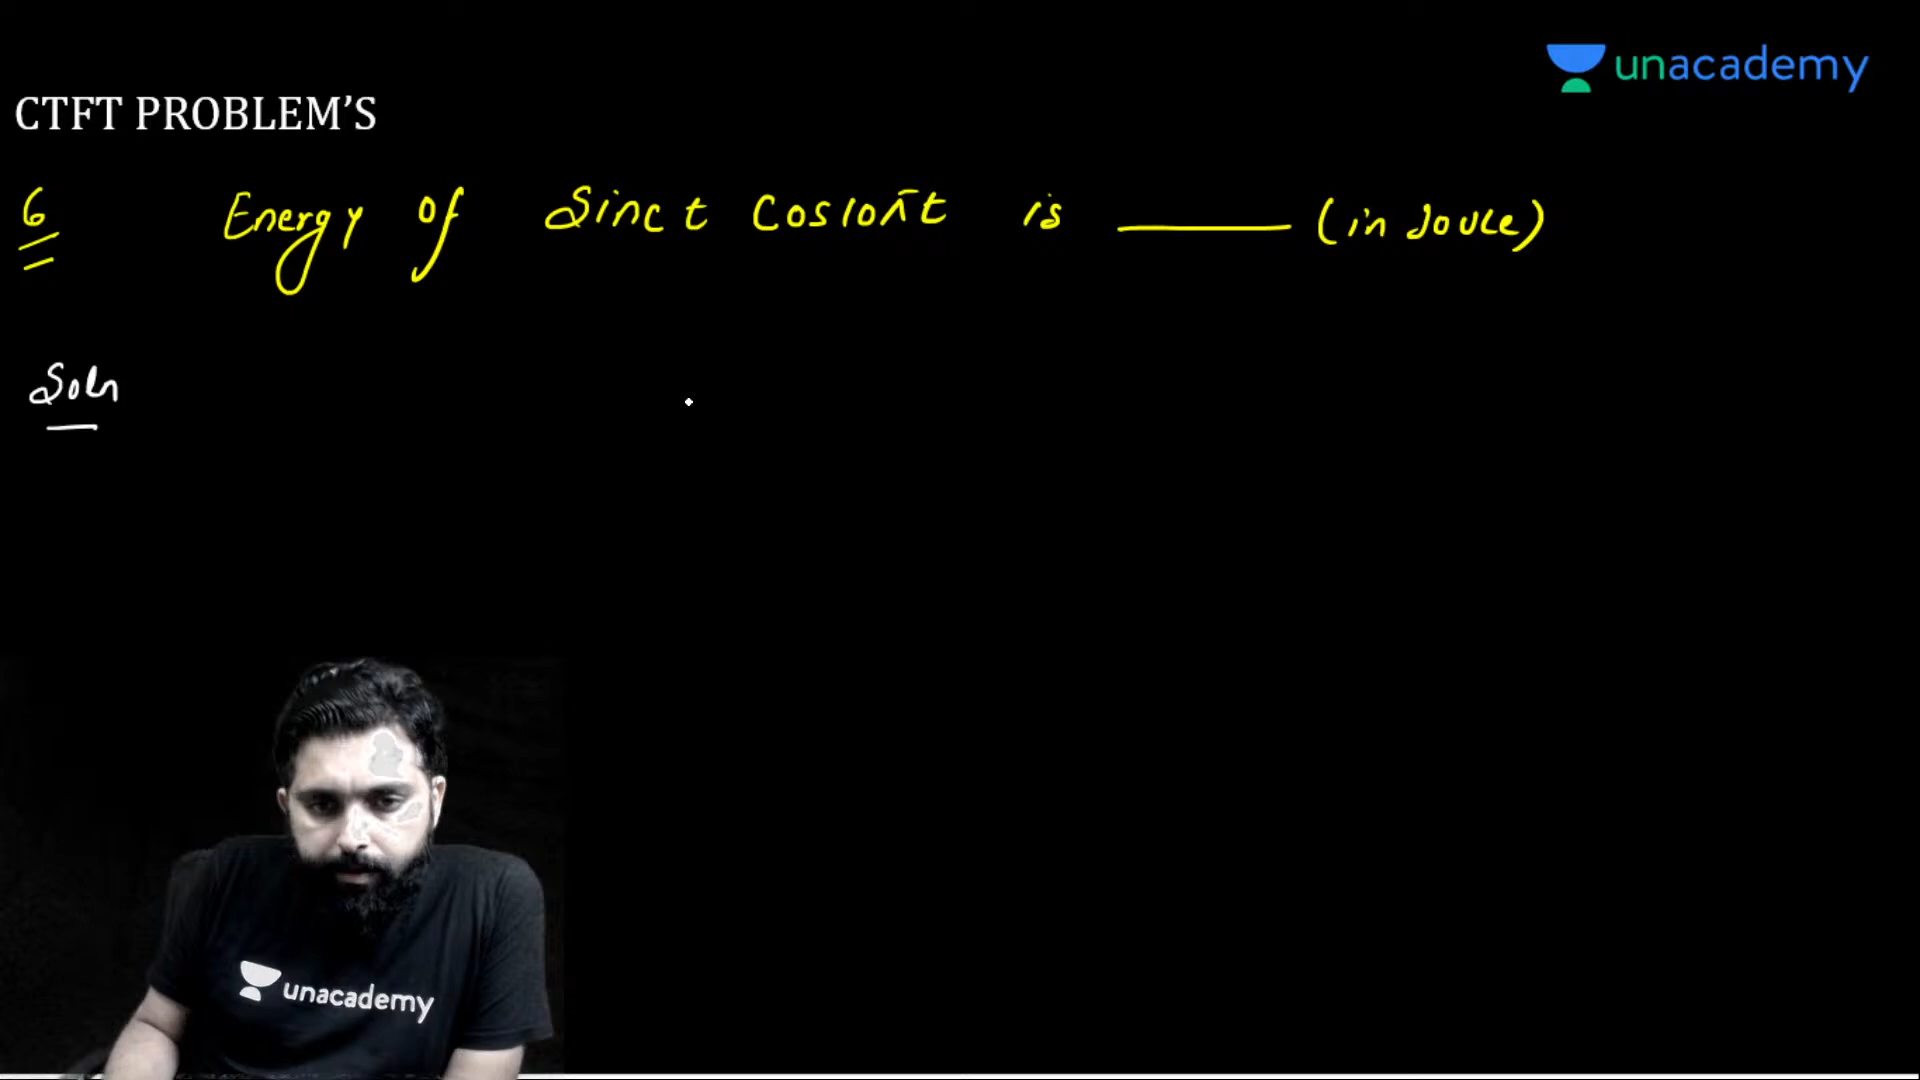 unacademy
CTFT PROBLEM'S
6 Energy of Sinc t Cos10πt is ______ (in Joule)
Soln
unacademy